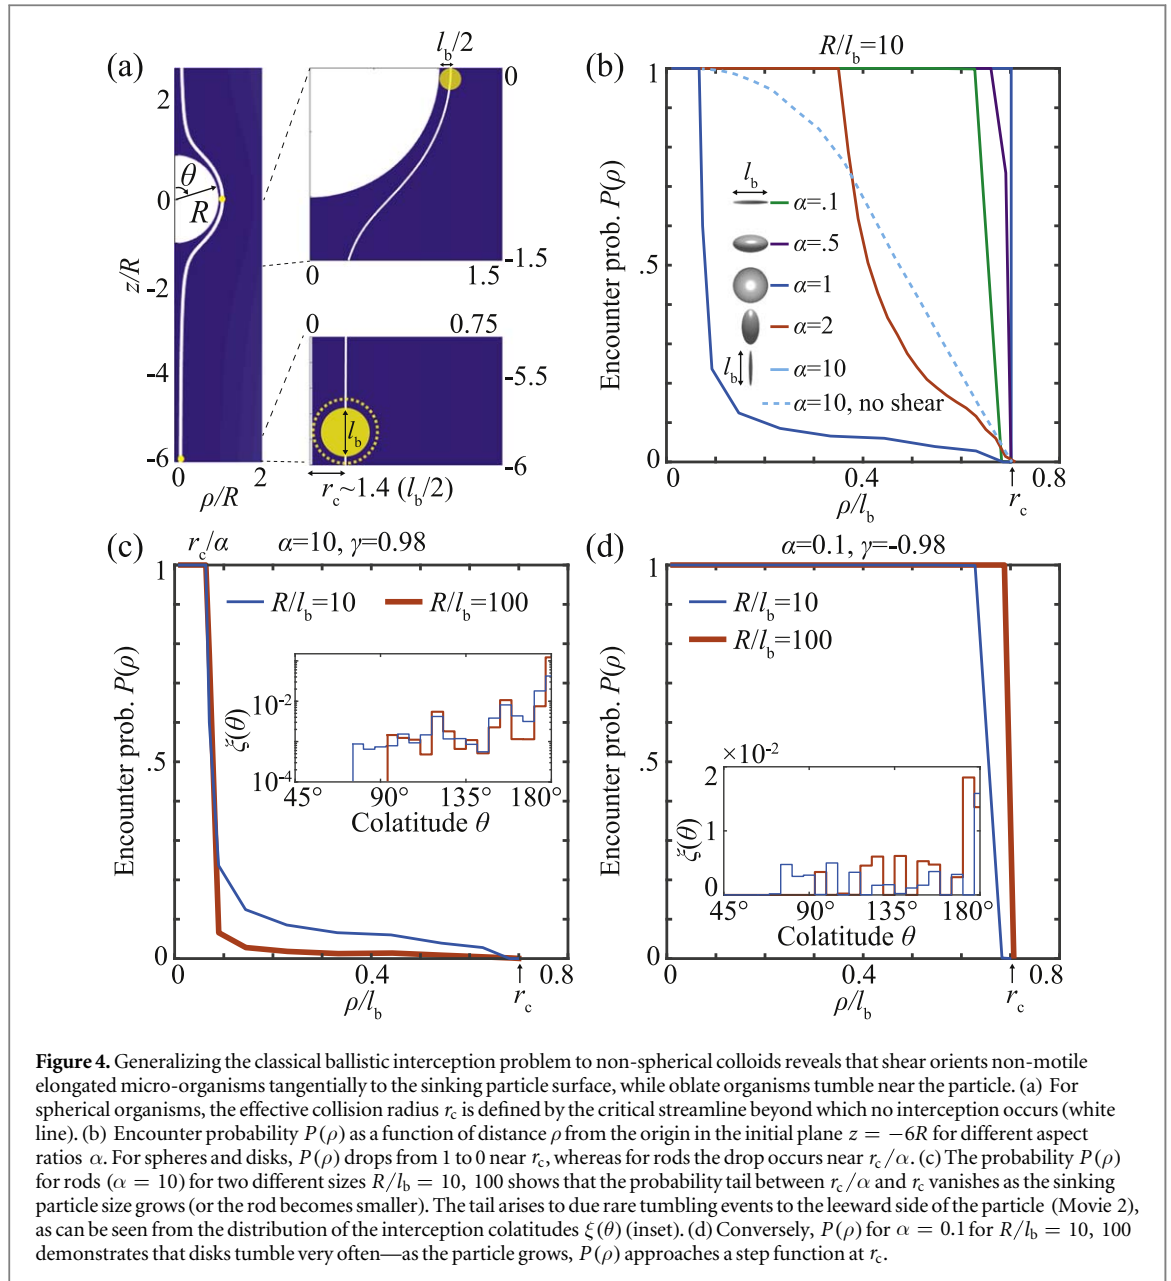 (a)
l_b/2
2
0
-2
-4
-6
z/R
θ
R
0
2
ρ/R
0
-1.5
0
1.5
0
0.75
-5.5
-6
l_b
r_c~1.4 (l_b/2)
(b)
R/l_b=10
Encounter prob. P(ρ)
1
.5
0
l_b
α=.1
α=.5
α=1
α=2
l_b
α=10
α=10, no shear
0
0.4
0.8
ρ/l_b
r_c
(c)
r_c/α
α=10, γ=0.98
Encounter prob. P(ρ)
1
.5
0
R/l_b=10
R/l_b=100
ξ(θ)
10^-2
10^-4
45°
90°
135°
180°
Colatitude θ
0
0.4
0.8
ρ/l_b
r_c
(d)
α=0.1, γ=-0.98
Encounter prob. P(ρ)
1
.5
0
R/l_b=10
R/l_b=100
×10^-2
ξ(θ)
2
1
0
45°
90°
135°
180°
Colatitude θ
0
0.4
0.8
ρ/l_b
r_c
Figure 4. Generalizing the classical ballistic interception problem to non-spherical colloids reveals that shear orients non-motile
elongated micro-organisms tangentially to the sinking particle surface, while oblate organisms tumble near the particle. (a) For
spherical organisms, the effective collision radius r_c is defined by the critical streamline beyond which no interception occurs (white
line). (b) Encounter probability P(ρ) as a function of distance ρ from the origin in the initial plane z = −6R for different aspect
ratios α. For spheres and disks, P(ρ) drops from 1 to 0 near r_c, whereas for rods the drop occurs near r_c/α. (c) The probability P(ρ)
for rods (α = 10) for two different sizes R/l_b = 10, 100 shows that the probability tail between r_c/α and r_c vanishes as the sinking
particle size grows (or the rod becomes smaller). The tail arises to due rare tumbling events to the leeward side of the particle (Movie 2),
as can be seen from the distribution of the interception colatitudes ξ(θ) (inset). (d) Conversely, P(ρ) for α = 0.1 for R/l_b = 10, 100
demonstrates that disks tumble very often—as the particle grows, P(ρ) approaches a step function at r_c.